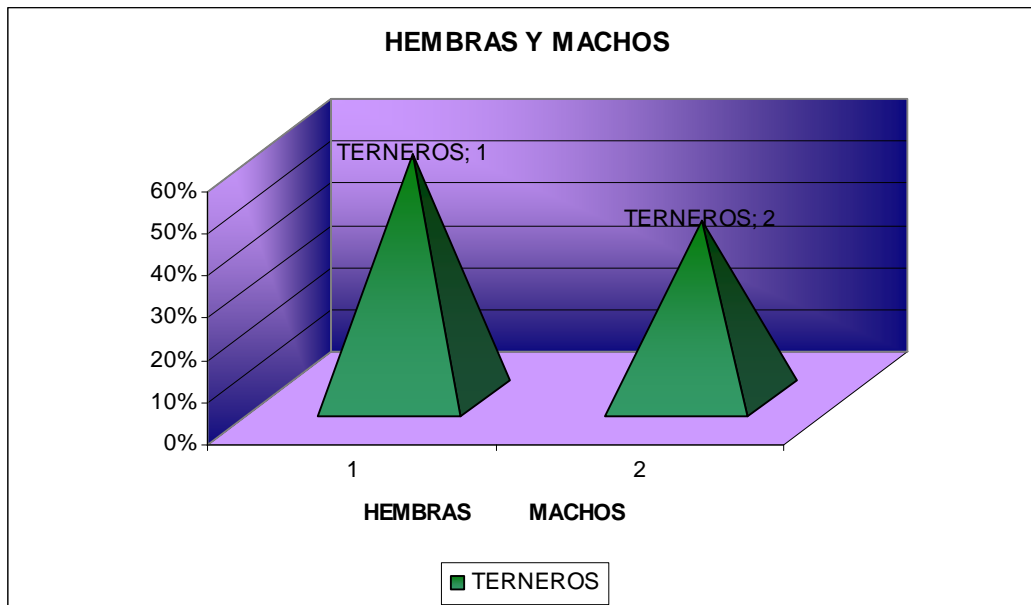 HEMBRAS Y MACHOS
TERNEROS; 1
TERNEROS; 2
60%
50%
40%
30%
20%
10%
0%
1 2
HEMBRAS MACHOS
TERNEROS